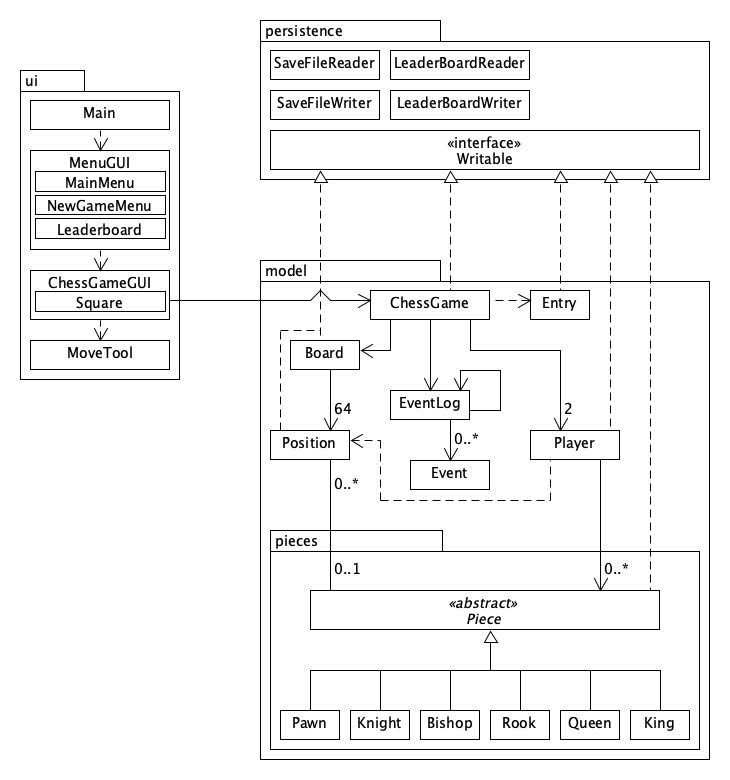 persistence
SaveFileReader
LeaderBoardReader
SaveFileWriter
LeaderBoardWriter
«interface»
Writable
ui
Main
MenuGUI
MainMenu
NewGameMenu
Leaderboard
ChessGameGUI
Square
MoveTool
model
ChessGame
Entry
Board
EventLog
64
2
0..*
Position
Event
Player
0..*
pieces
0..1
0..*
«abstract»
Piece
Pawn
Knight
Bishop
Rook
Queen
King